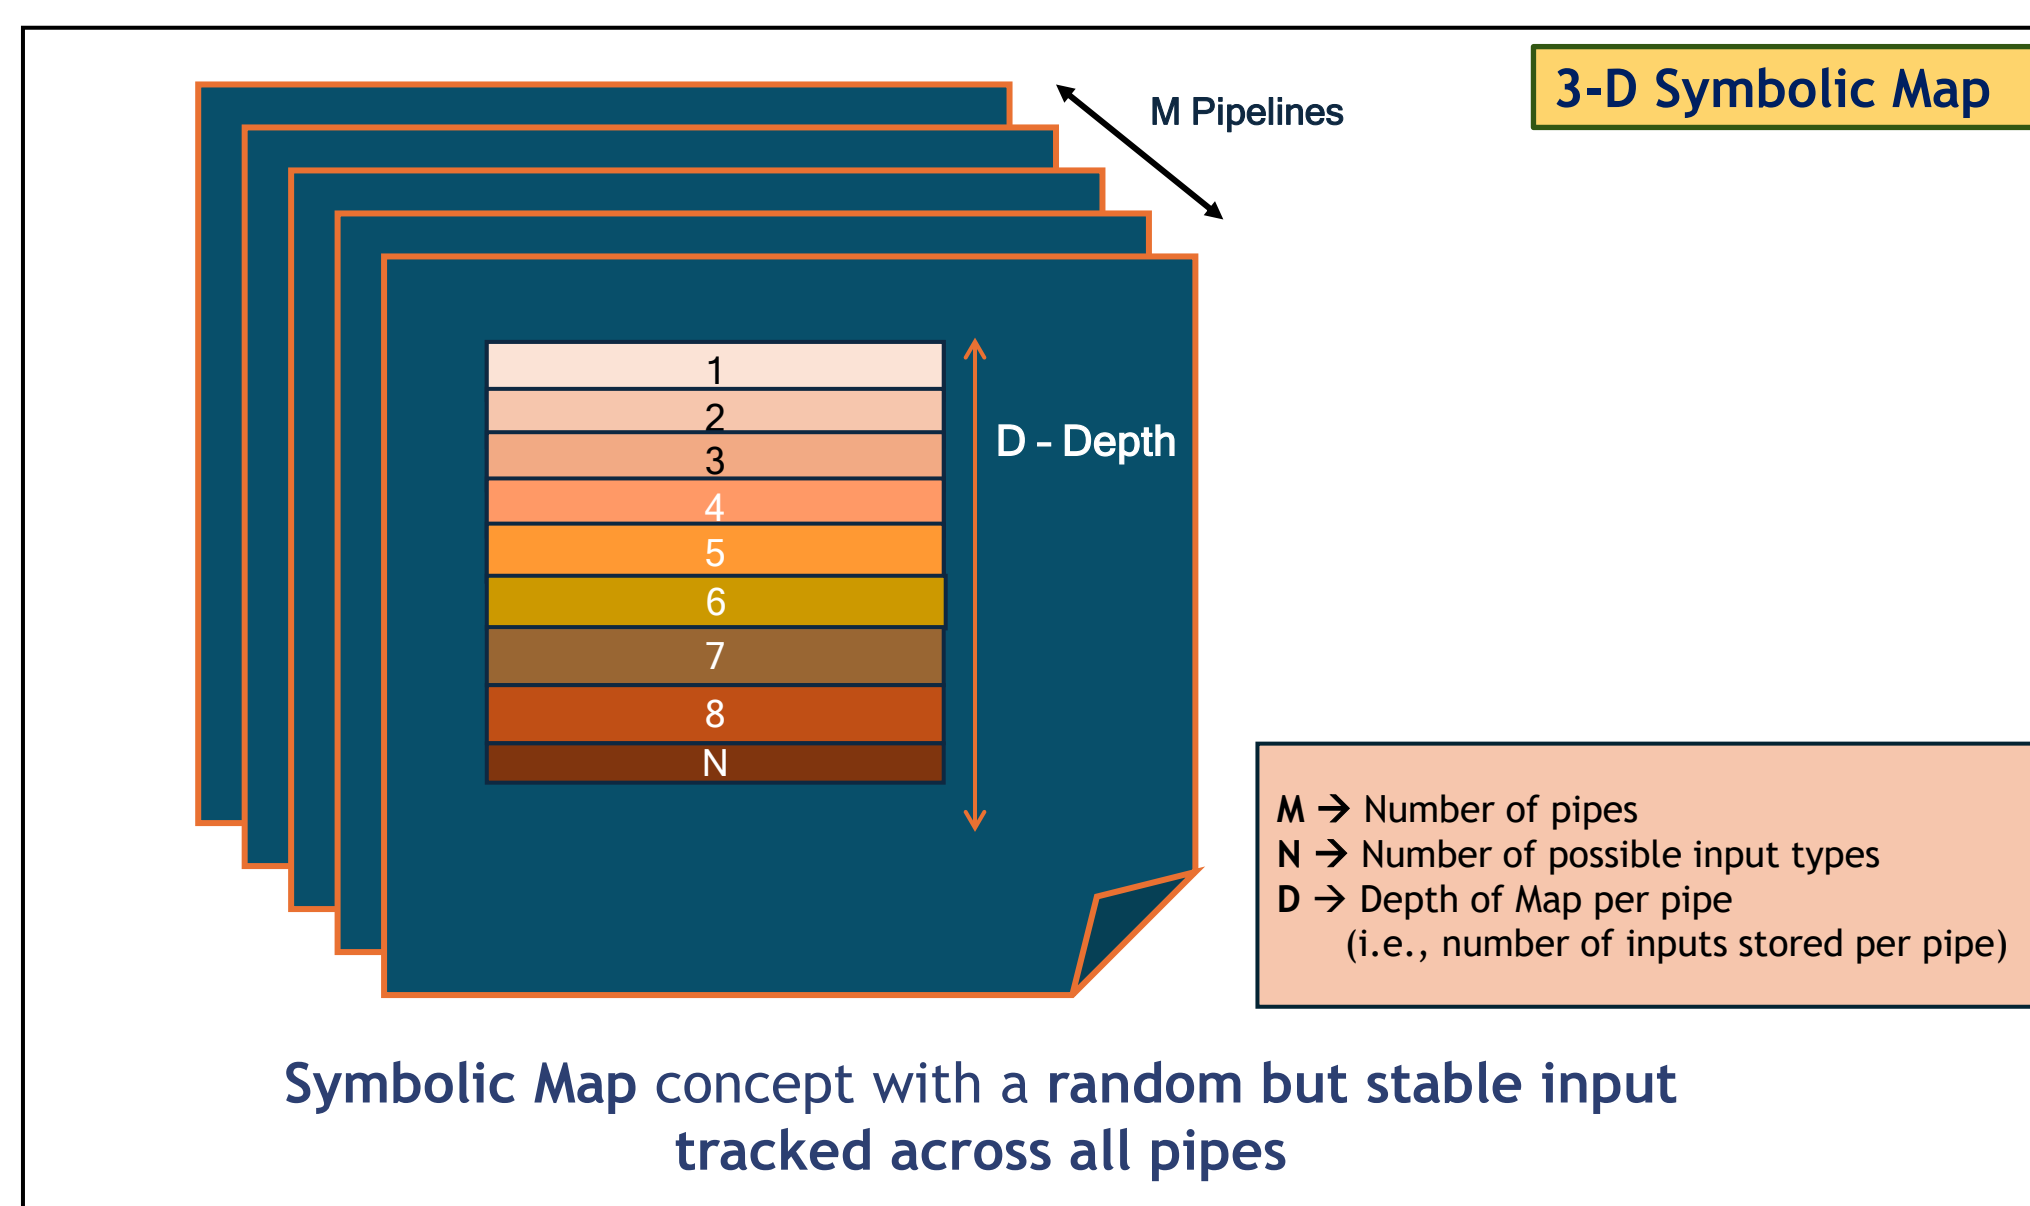 3-D Symbolic Map
M Pipelines
1
2
3
4
5
6
7
8
N
D - Depth
M → Number of pipes
N → Number of possible input types
D → Depth of Map per pipe
(i.e., number of inputs stored per pipe)
Symbolic Map concept with a random but stable input
tracked across all pipes